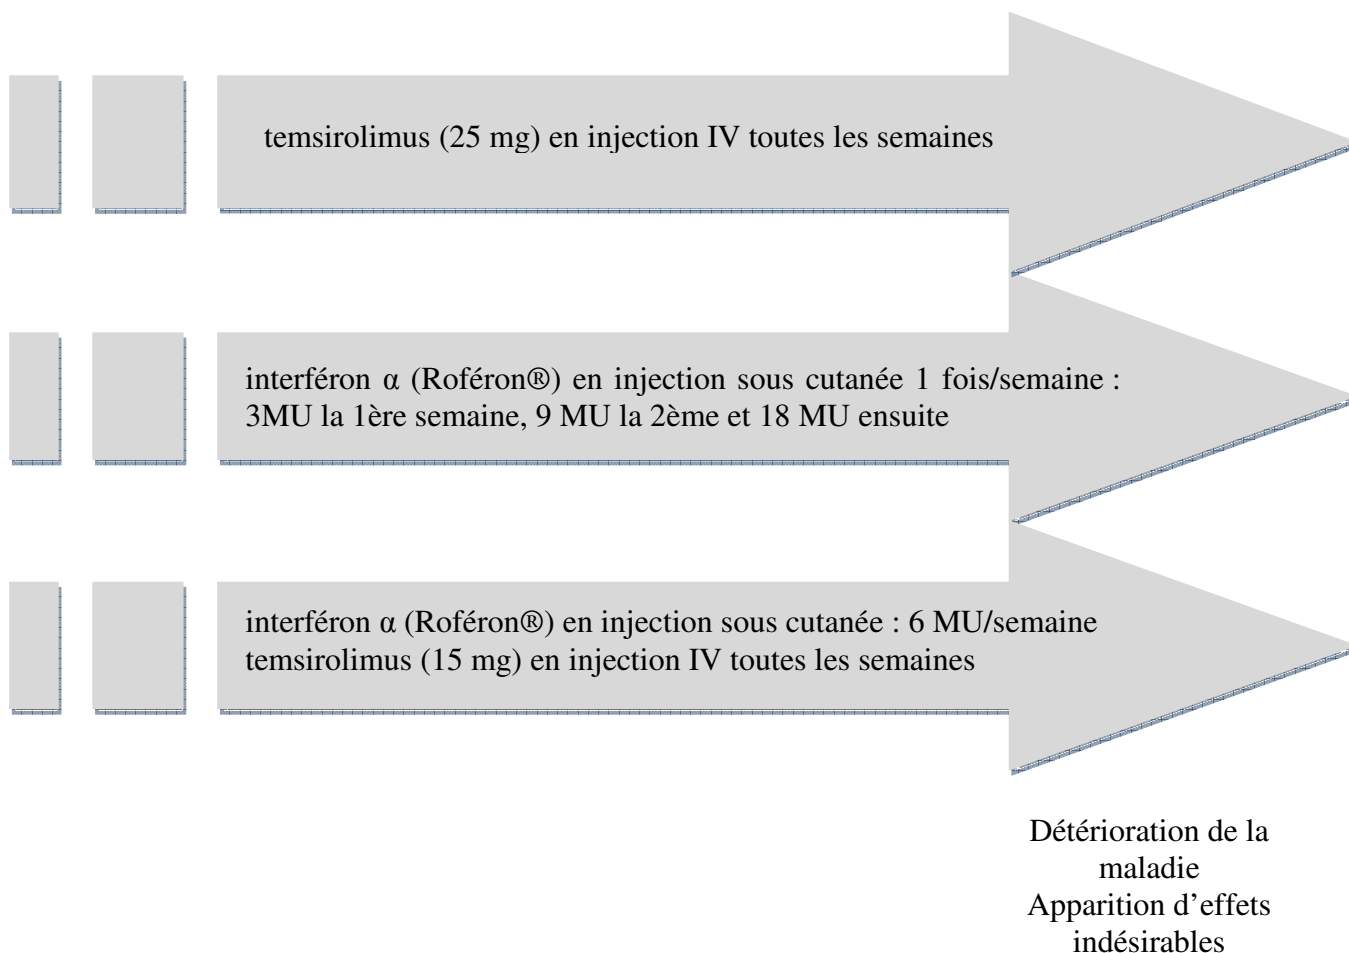 temsirolimus (25 mg) en injection IV toutes les semaines
interféron α (Roféron®) en injection sous cutanée 1 fois/semaine :
3MU la 1ère semaine, 9 MU la 2ème et 18 MU ensuite
interféron α (Roféron®) en injection sous cutanée : 6 MU/semaine
temsirolimus (15 mg) en injection IV toutes les semaines
Détérioration de la
maladie
Apparition d’effets
indésirables